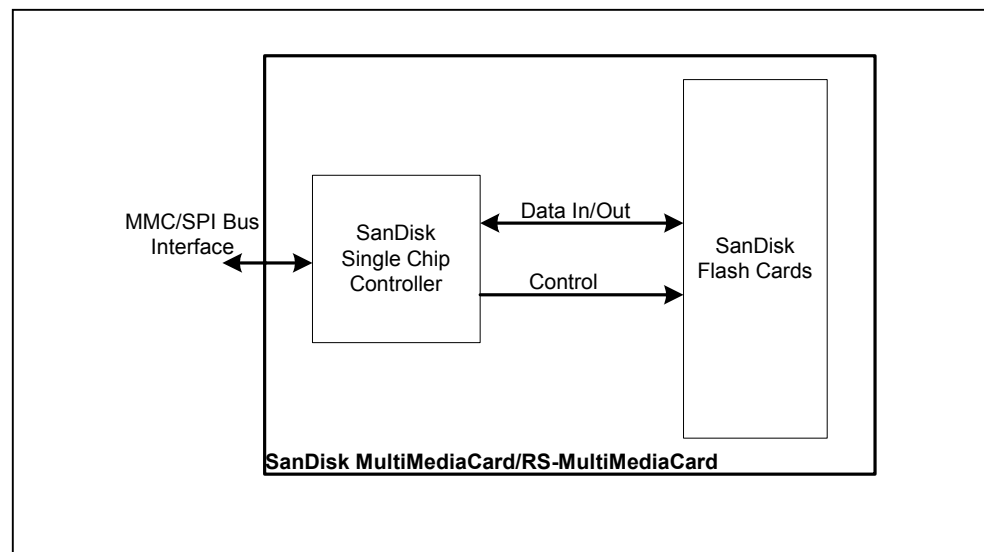 MMC/SPI Bus
Interface
SanDisk
Single Chip
Controller
Data In/Out
Control
SanDisk
Flash Cards
SanDisk MultiMediaCard/RS-MultiMediaCard